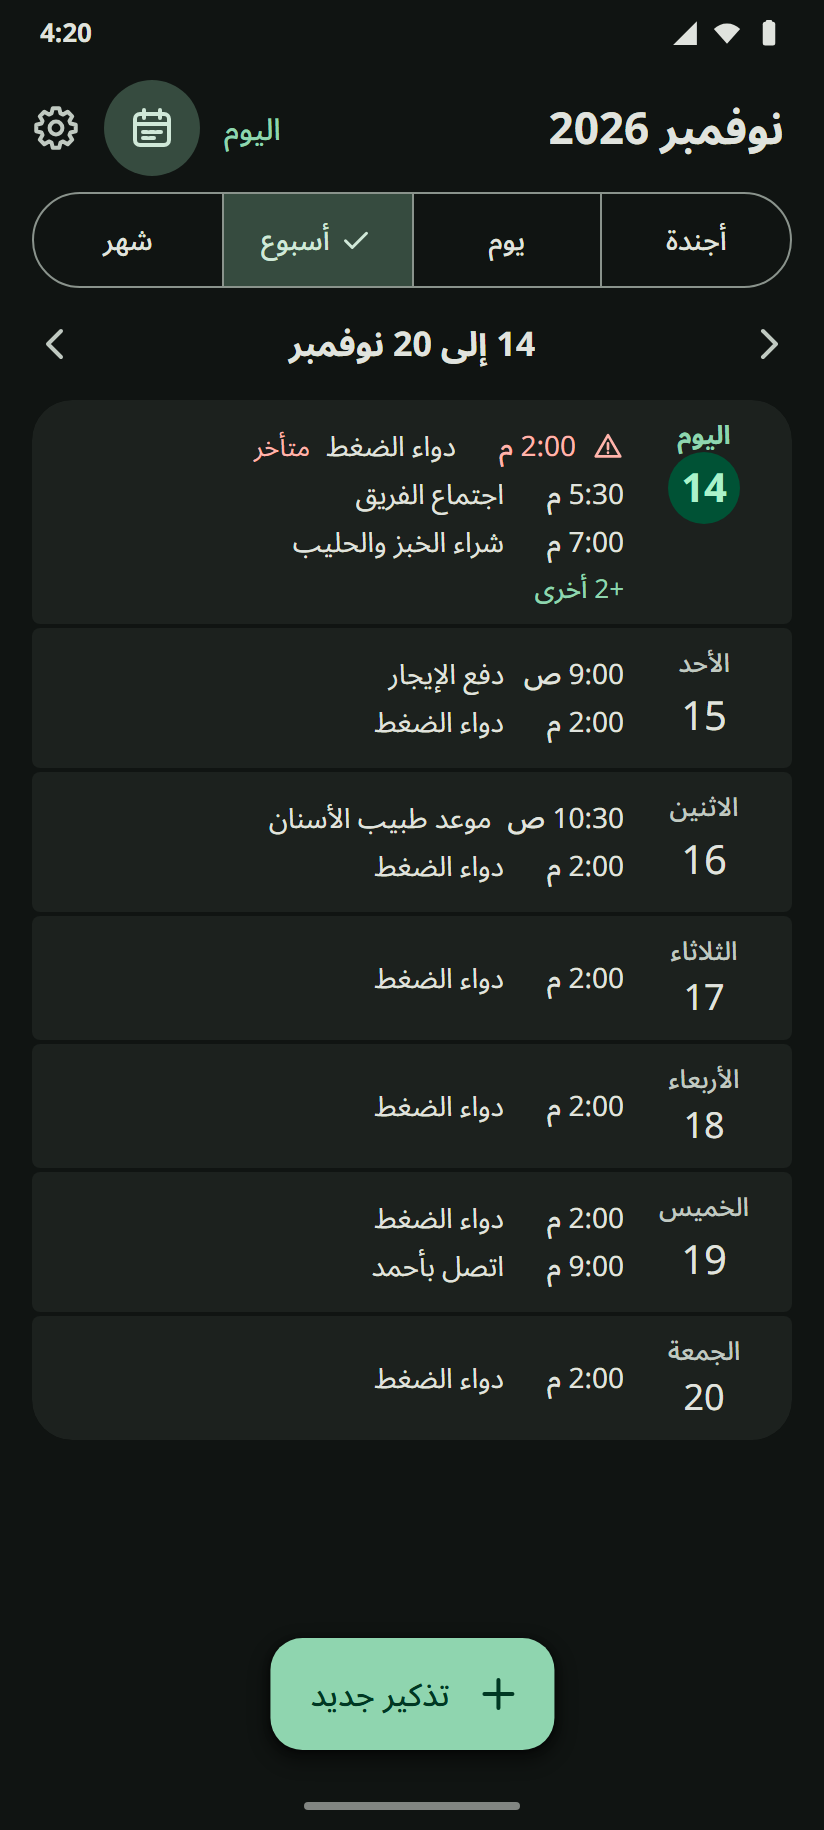 4:20
نوفمبر 2026
اليوم
أجندة
يوم
أسبوع
شهر
14 إلى 20 نوفمبر
اليوم
14
2:00 م دواء الضغط متأخر
5:30 م اجتماع الفريق
7:00 م شراء الخبز والحليب
+2 أخرى
الأحد
15
9:00 ص دفع الإيجار
2:00 م دواء الضغط
الاثنين
16
10:30 ص موعد طبيب الأسنان
2:00 م دواء الضغط
الثلاثاء
17
2:00 م دواء الضغط
الأربعاء
18
2:00 م دواء الضغط
الخميس
19
2:00 م دواء الضغط
9:00 م اتصل بأحمد
الجمعة
20
2:00 م دواء الضغط
تذكير جديد